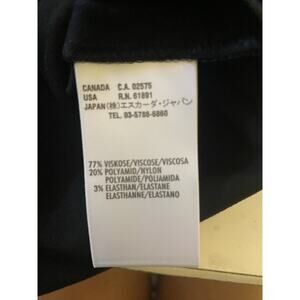 CANADA C.A. 02575
USA R.N. 61891
JAPAN (株)エスカーダ・ジャパン
TEL. 03-5786-6860
77% VISKOSE/VISCOSE/VISCOSA
20% POLYAMID/NYLON
POLYAMIDE/POLIAMIDA
3% ELASTHAN/ELASTANE
ELASTHANNE/ELASTANO